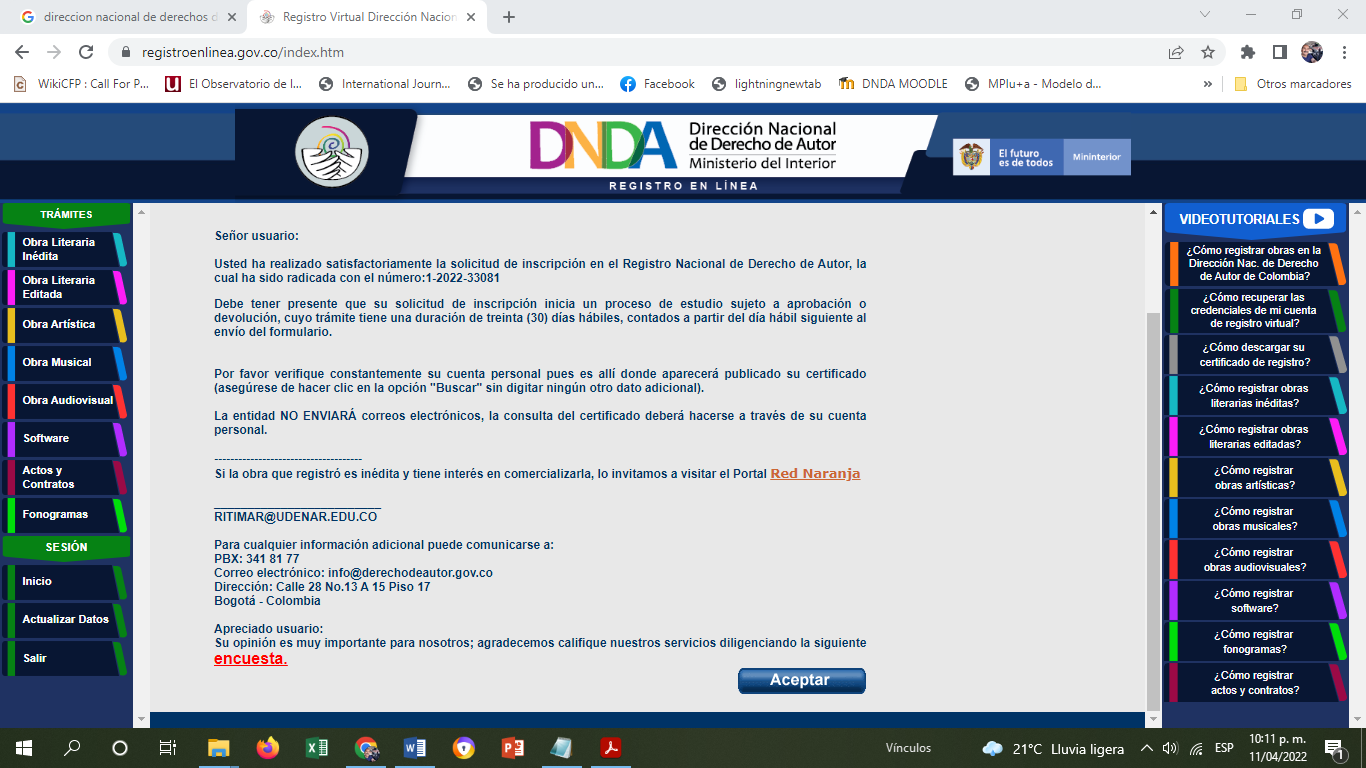 direccion nacional de derechos d
Registro Virtual Dirección Nacion
registroenlinea.gov.co/index.htm
WikiCFP : Call For P...
El Observatorio de I...
International Journ...
Se ha producido un...
Facebook
lightningnewtab
DNDA MOODLE
MPlu+a - Modelo d...
»
Otros marcadores
DNDA
Dirección Nacional
de Derecho de Autor
Ministerio del Interior
REGISTRO EN LÍNEA
El futuro
es de todos
Mininterior
TRÁMITES
Obra Literaria
Inédita
Obra Literaria
Editada
Obra Artística
Obra Musical
Obra Audiovisual
Software
Actos y
Contratos
Fonogramas
SESIÓN
Inicio
Actualizar Datos
Salir
Señor usuario:
Usted ha realizado satisfactoriamente la solicitud de inscripción en el Registro Nacional de Derecho de Autor, la
cual ha sido radicada con el número:1-2022-33081
Debe tener presente que su solicitud de inscripción inicia un proceso de estudio sujeto a aprobación o
devolución, cuyo trámite tiene una duración de treinta (30) días hábiles, contados a partir del día hábil siguiente al
envío del formulario.
Por favor verifique constantemente su cuenta personal pues es allí donde aparecerá publicado su certificado
(asegúrese de hacer clic en la opción "Buscar" sin digitar ningún otro dato adicional).
La entidad NO ENVIARÁ correos electrónicos, la consulta del certificado deberá hacerse a través de su cuenta
personal.
-------------------------------------
Si la obra que registró es inédita y tiene interés en comercializarla, lo invitamos a visitar el Portal Red Naranja
_________________________
RITIMAR@UDENAR.EDU.CO
Para cualquier información adicional puede comunicarse a:
PBX: 341 81 77
Correo electrónico: info@derechodeautor.gov.co
Dirección: Calle 28 No.13 A 15 Piso 17
Bogotá - Colombia
Apreciado usuario:
Su opinión es muy importante para nosotros; agradecemos califique nuestros servicios diligenciando la siguiente
encuesta.
Aceptar
VIDEOTUTORIALES
¿Cómo registrar obras en la
Dirección Nac. de Derecho
de Autor de Colombia?
¿Cómo recuperar las
credenciales de mi cuenta
de registro virtual?
¿Cómo descargar su
certificado de registro?
¿Cómo registrar obras
literarias inéditas?
¿Cómo registrar obras
literarias editadas?
¿Cómo registrar
obras artísticas?
¿Cómo registrar
obras musicales?
¿Cómo registrar
obras audiovisuales?
¿Cómo registrar
software?
¿Cómo registrar
fonogramas?
¿Cómo registrar
actos y contratos?
Vínculos
21°C Lluvia ligera
ESP
10:11 p. m.
11/04/2022
1